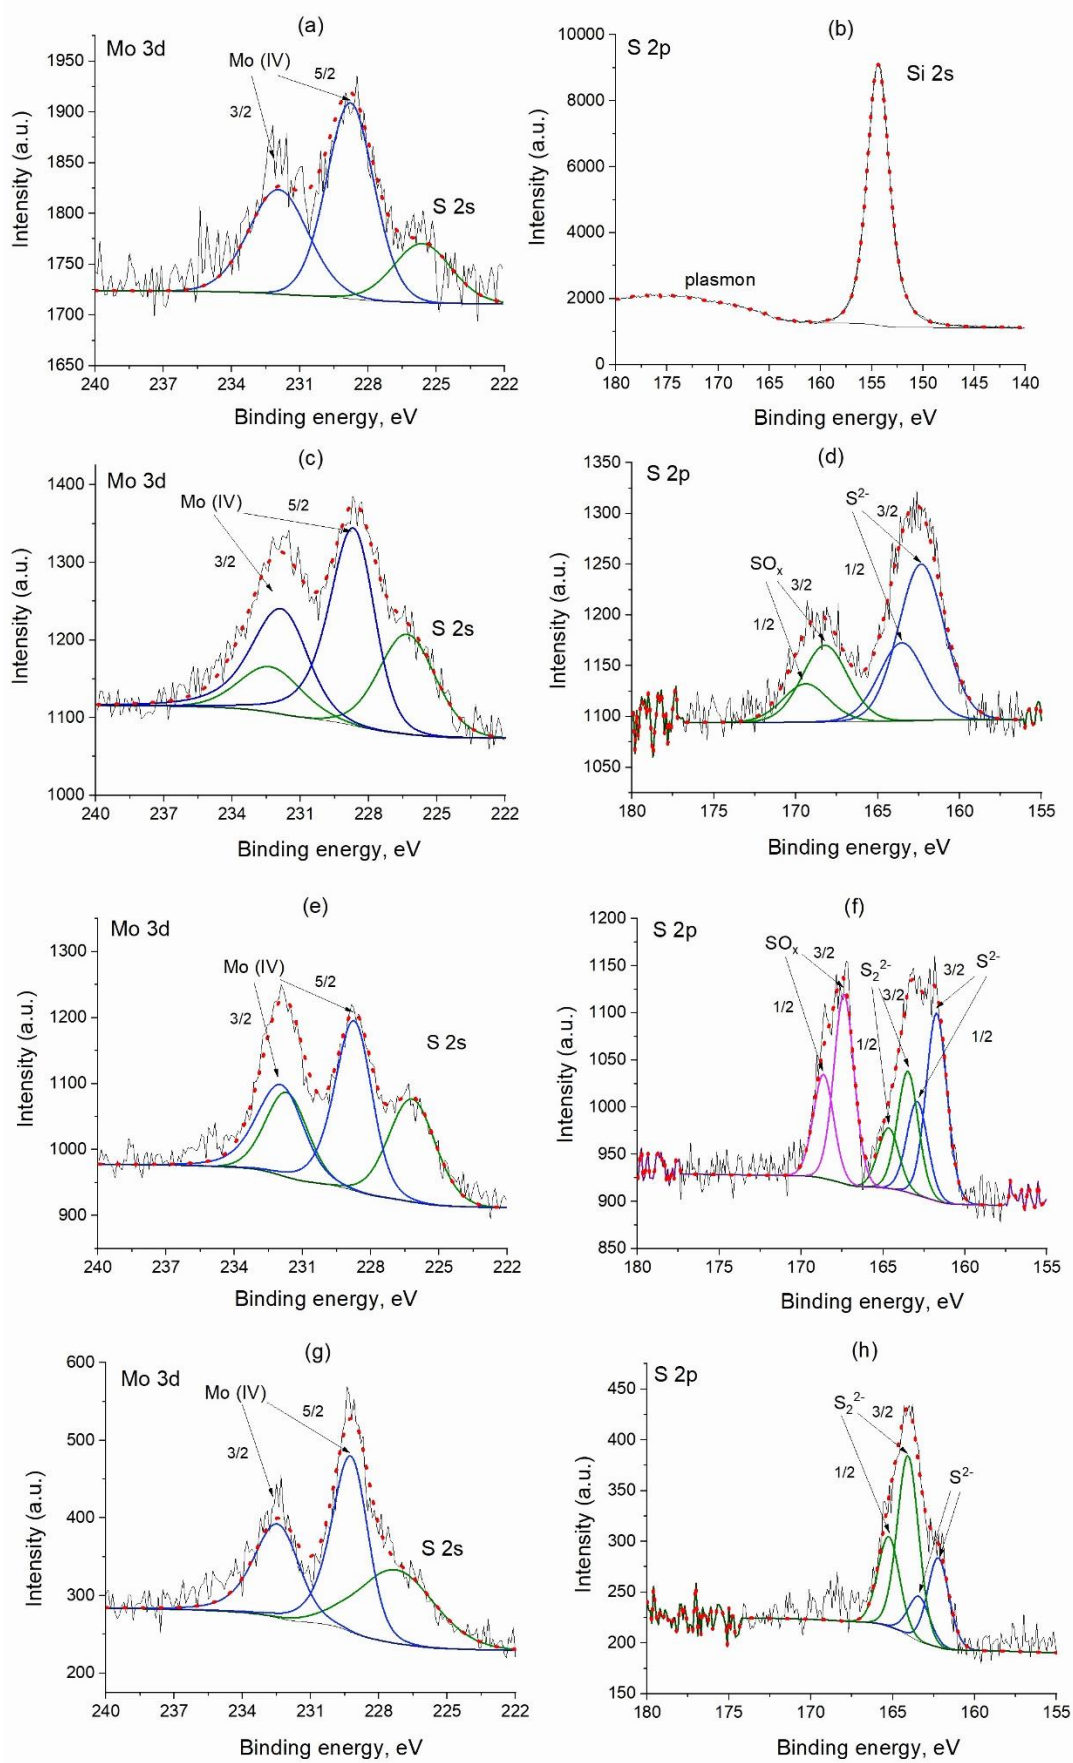 (a)
Mo 3d
Mo (IV)
5/2
3/2
S 2s
Intensity (a.u.)
1950
1900
1850
1800
1750
1700
1650
240 237 234 231 228 225 222
Binding energy, eV
(b)
S 2p
Si 2s
plasmon
Intensity (a.u.)
10000
8000
6000
4000
2000
0
180 175 170 165 160 155 150 145 140
Binding energy, eV
(c)
Mo 3d
Mo (IV)
5/2
3/2
S 2s
Intensity (a.u.)
1400
1300
1200
1100
1000
240 237 234 231 228 225 222
Binding energy, eV
(d)
S 2p
S²⁻
3/2
1/2
SOₓ
3/2
1/2
Intensity (a.u.)
1350
1300
1250
1200
1150
1100
1050
180 175 170 165 160 155
Binding energy, eV
(e)
Mo 3d
Mo (IV)
5/2
3/2
S 2s
Intensity (a.u.)
1300
1200
1100
1000
900
240 237 234 231 228 225 222
Binding energy, eV
(f)
S 2p
SOₓ
3/2
S₂²⁻
S²⁻
3/2
3/2
1/2
1/2
1/2
Intensity (a.u.)
1200
1150
1100
1050
1000
950
900
850
180 175 170 165 160 155
Binding energy, eV
(g)
Mo 3d
Mo (IV)
5/2
3/2
S 2s
Intensity (a.u.)
600
500
400
300
200
240 237 234 231 228 225 222
Binding energy, eV
(h)
S 2p
S₂²⁻
3/2
1/2
S²⁻
Intensity (a.u.)
450
400
350
300
250
200
150
180 175 170 165 160 155
Binding energy, eV